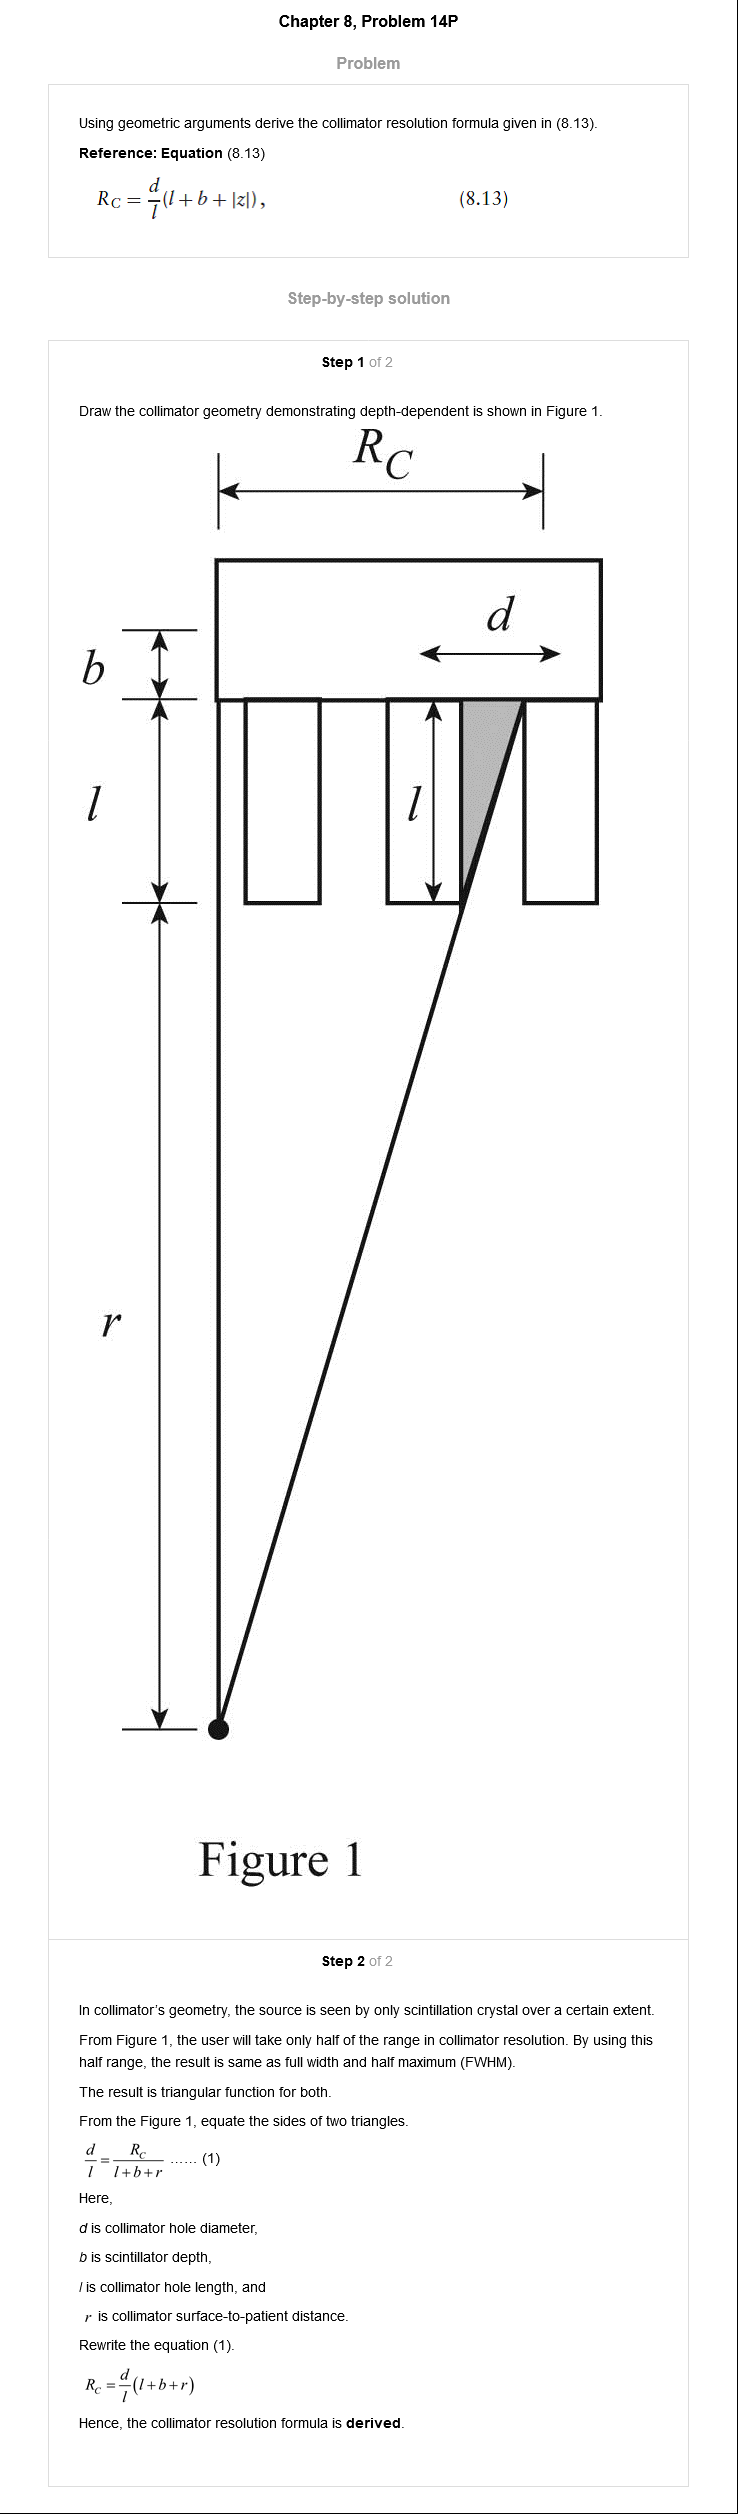 Chapter 8, Problem 14P
Problem
Using geometric arguments derive the collimator resolution formula given in (8.13).
Reference: Equation (8.13)
R_C = d/l (l + b + |z|), (8.13)
Step-by-step solution
Step 1 of 2
Draw the collimator geometry demonstrating depth-dependent is shown in Figure 1.
R_C
d
b
l
l
r
Figure 1
Step 2 of 2
In collimator's geometry, the source is seen by only scintillation crystal over a certain extent.
From Figure 1, the user will take only half of the range in collimator resolution. By using this
half range, the result is same as full width and half maximum (FWHM).
The result is triangular function for both.
From the Figure 1, equate the sides of two triangles.
d/l = R_C/(l+b+r) ...... (1)
Here,
d is collimator hole diameter,
b is scintillator depth,
l is collimator hole length, and
r is collimator surface-to-patient distance.
Rewrite the equation (1).
R_C = d/l (l+b+r)
Hence, the collimator resolution formula is derived.